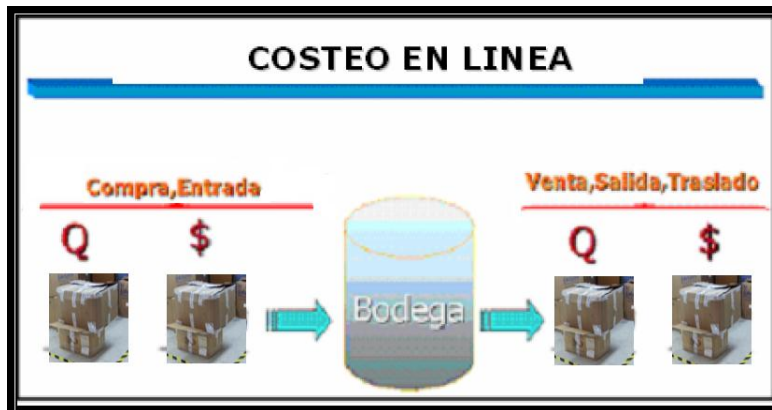 COSTEO EN LINEA
Compra,Entrada
Venta,Salida,Traslado
Q $
Bodega
Q $